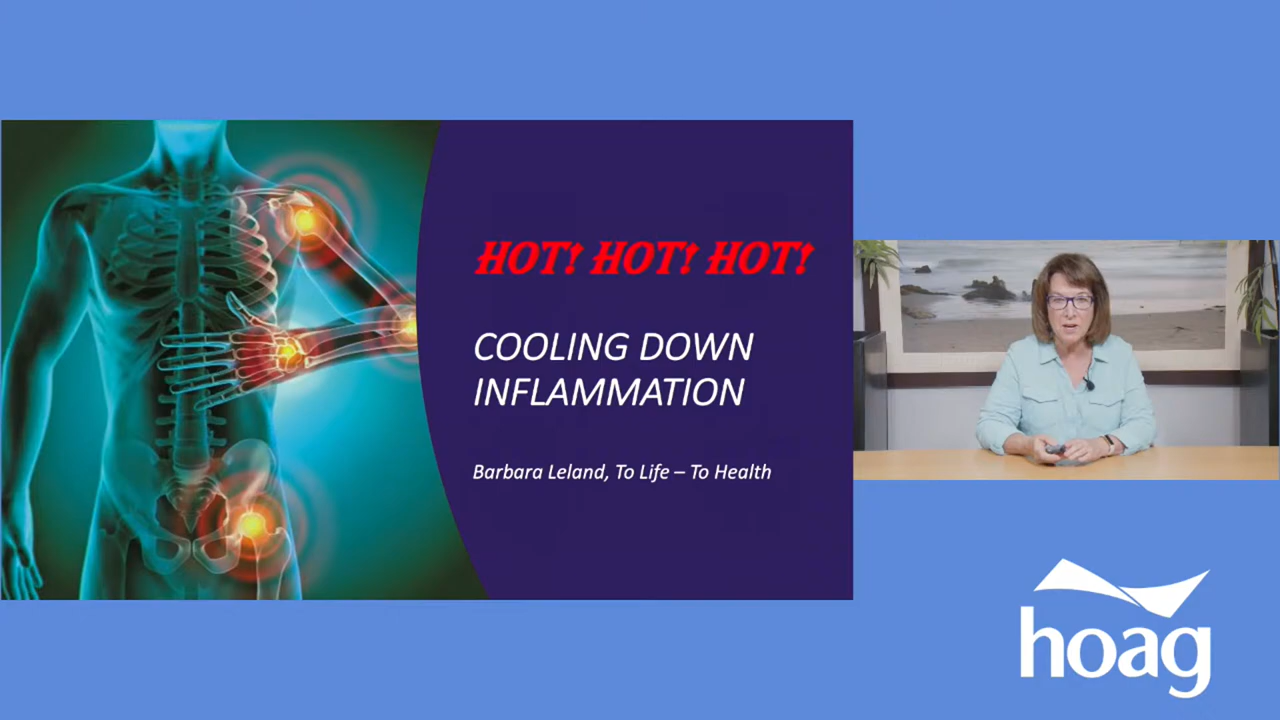 HOT! HOT! HOT!
COOLING DOWN
INFLAMMATION
Barbara Leland, To Life – To Health
hoag